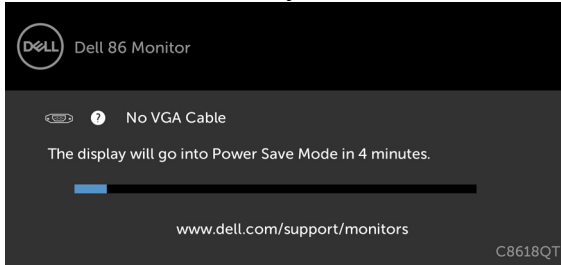 DELL
Dell 86 Monitor
? No VGA Cable
The display will go into Power Save Mode in 4 minutes.
www.dell.com/support/monitors
C8618QT